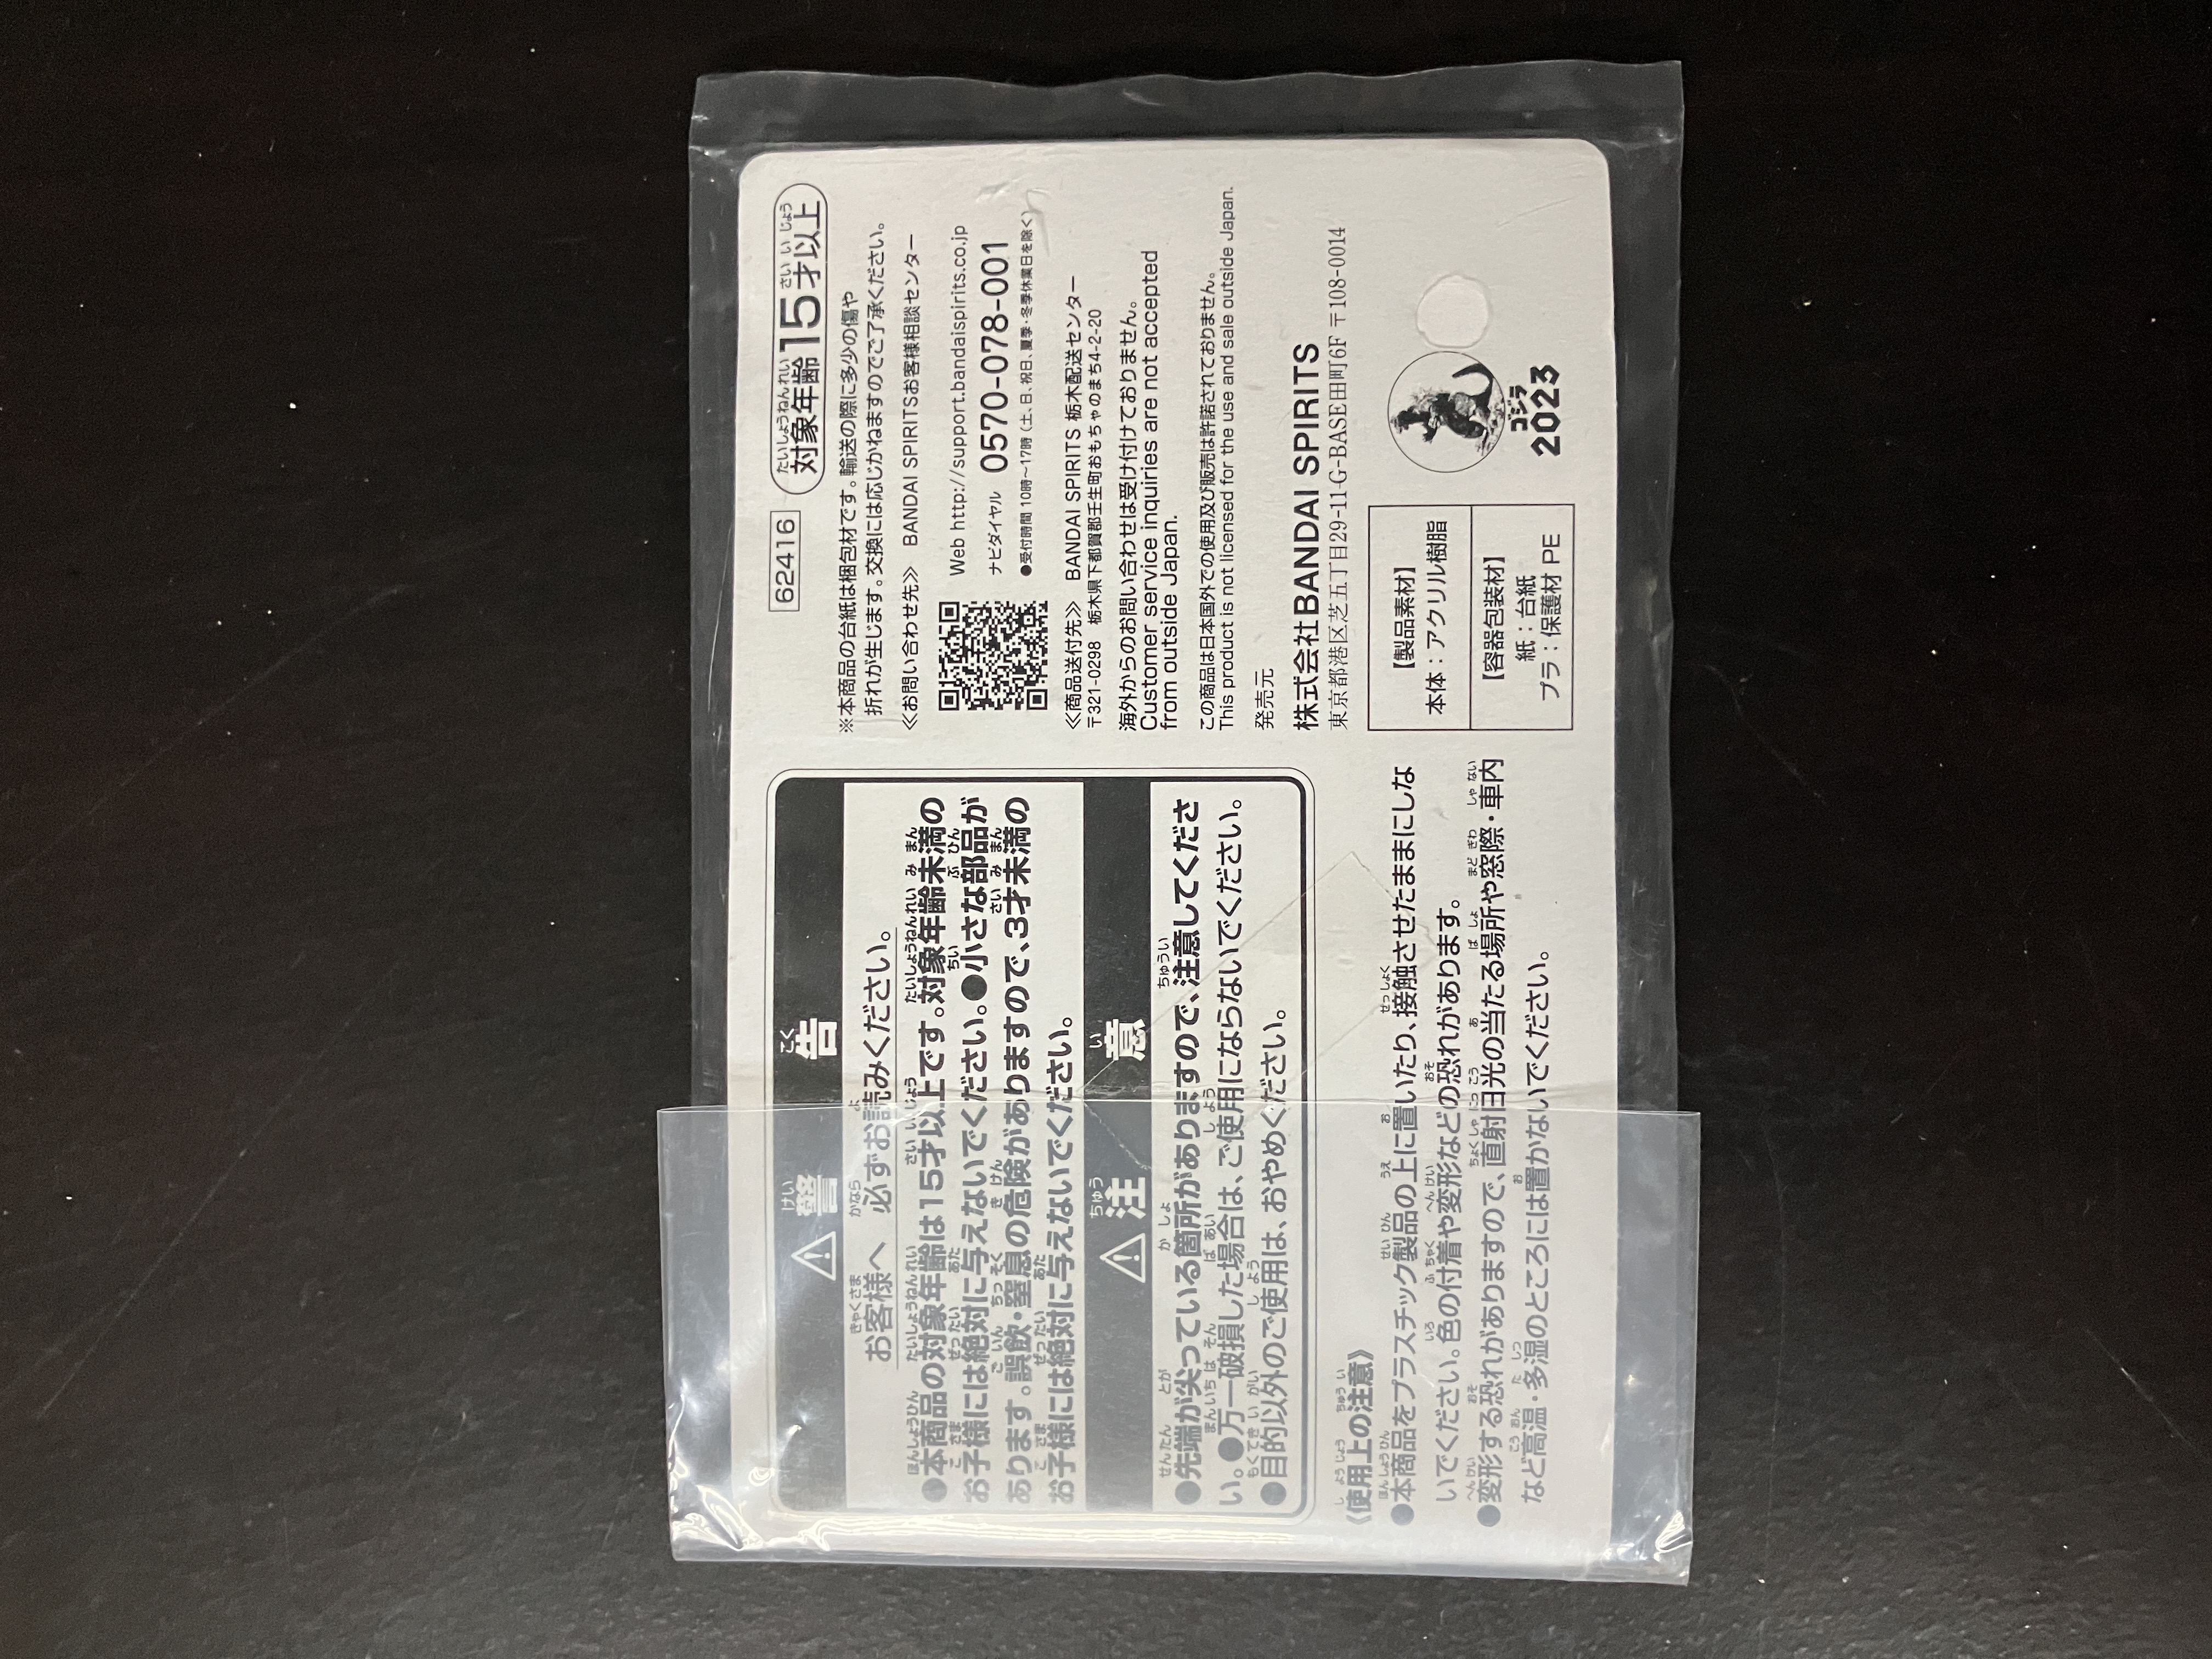 警告
お客様へ 必ずお読みください。
●本商品の対象年齢は15才以上です。対象年齢未満の
お子様には絶対に与えないでください。●小さな部品が
あります。誤飲・窒息の危険がありますので、3才未満の
お子様には絶対に与えないでください。
注意
●先端が尖っている箇所がありますので、注意してくださ
い。●万一破損した場合は、ご使用にならないでください。
●目的以外のご使用は、おやめください。
《使用上の注意》
●本商品をプラスチック製品の上に置いたり、接触させたままにしな
いでください。色の付着や変形などの恐れがあります。
●変形する恐れがありますので、直射日光の当たる場所や窓際・車内
など高温・多湿のところには置かないでください。
62416
対象年齢15才以上
※本商品の台紙は梱包材です。輸送の際に多少の傷や
折れが生じます。交換には応じかねますのでご了承ください。
≪お問い合わせ先≫ BANDAI SPIRITSお客様相談センター
Web http://support.bandaispirits.co.jp
ナビダイヤル 0570-078-001
●受付時間 10時～17時(土、日、祝日、夏季・冬季休業日を除く)
≪商品送付先≫ BANDAI SPIRITS 栃木配送センター
〒321-0298 栃木県下都賀郡壬生町おもちゃのまち4-2-20
海外からのお問い合わせは受け付けておりません。
Customer service inquiries are not accepted
from outside Japan.
この商品は日本国外での使用及び販売は許諾されておりません。
This product is not licensed for the use and sale outside Japan.
発売元
株式会社BANDAI SPIRITS
東京都港区芝五丁目29-11-G-BASE田町6F 〒108-0014
【製品素材】
本体：アクリル樹脂
【容器包装材】
紙：台紙
プラ：保護材 PE
ゴジラ
2023